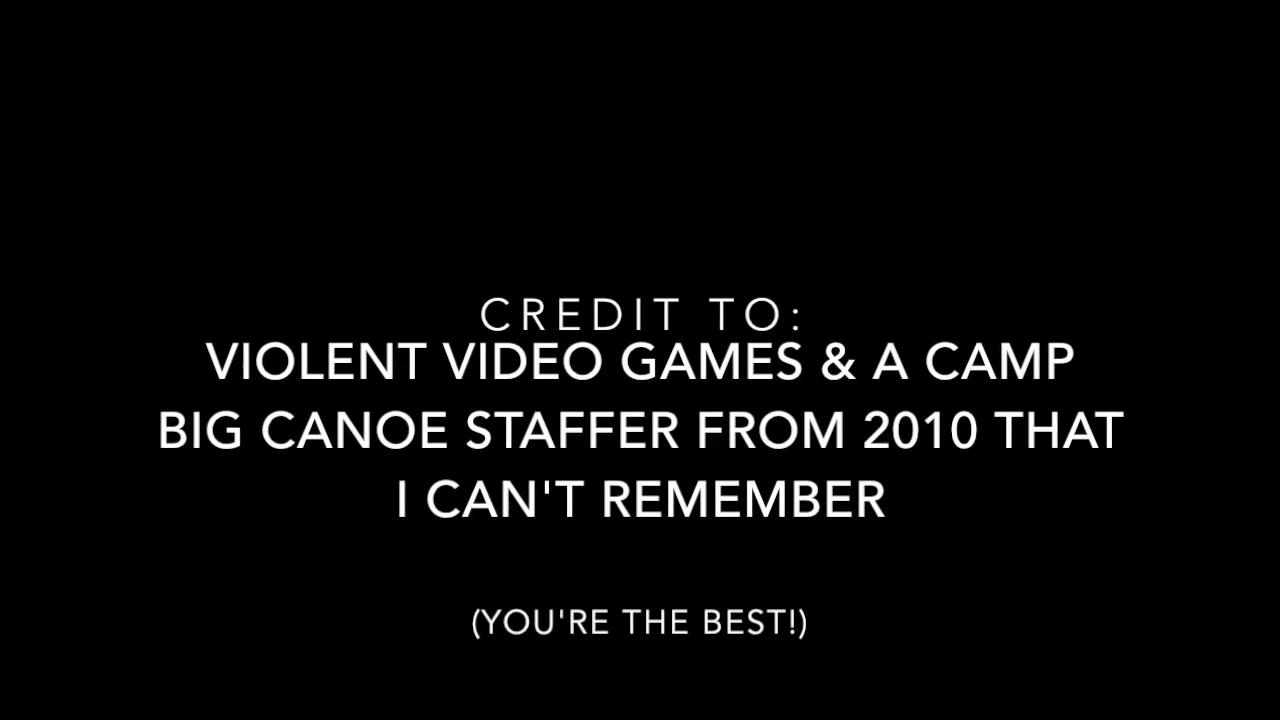 CREDIT TO:
VIOLENT VIDEO GAMES & A CAMP
BIG CANOE STAFFER FROM 2010 THAT
I CAN'T REMEMBER
(YOU'RE THE BEST!)